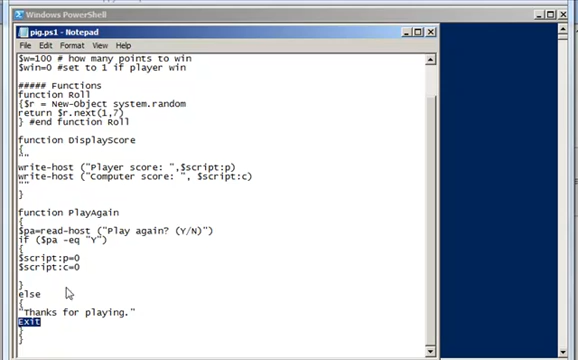 Windows PowerShell
pig.ps1 - Notepad
File Edit Format View Help
$w=100 # how many points to win
$win=0 #set to 1 if player win
##### Functions
function Roll
{$r = New-Object system.random
return $r.next(1,7)
} #end function Roll
function DisplayScore
{
""
write-host ("Player score: ",$script:p)
write-host ("Computer score: ", $script:c)
""
}
function PlayAgain
{
$pa=read-host ("Play again? (Y/N)")
if ($pa -eq "Y")
{
$script:p=0
$script:c=0
}
else
{
"Thanks for playing."
Exit
}
}